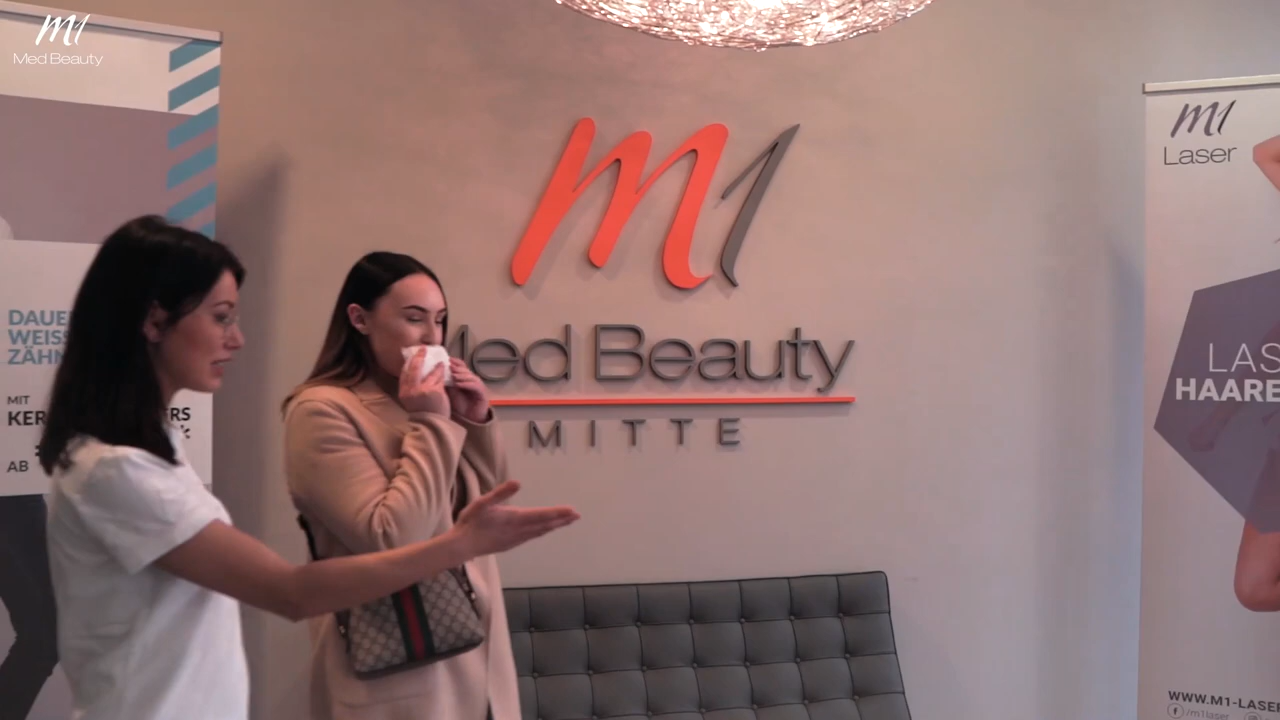 m1
Med Beauty
DAUE
WEISS
ZÄHN
MIT
KER
RS
AB
m1
Med Beauty
MITTE
m1
Laser
LAS
HAARE
WWW.M1-LASE
/m1laser